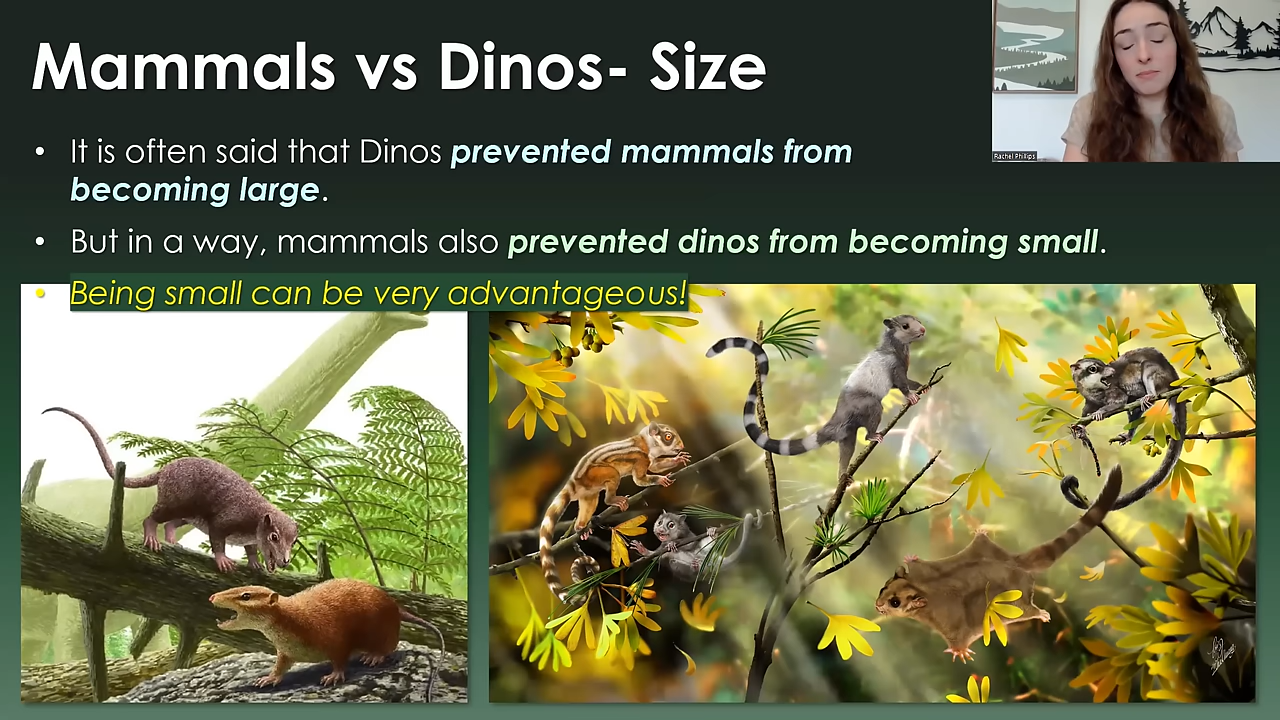 Mammals vs Dinos- Size
• It is often said that Dinos prevented mammals from
becoming large.
• But in a way, mammals also prevented dinos from becoming small.
• Being small can be very advantageous!
Rachel Phillips